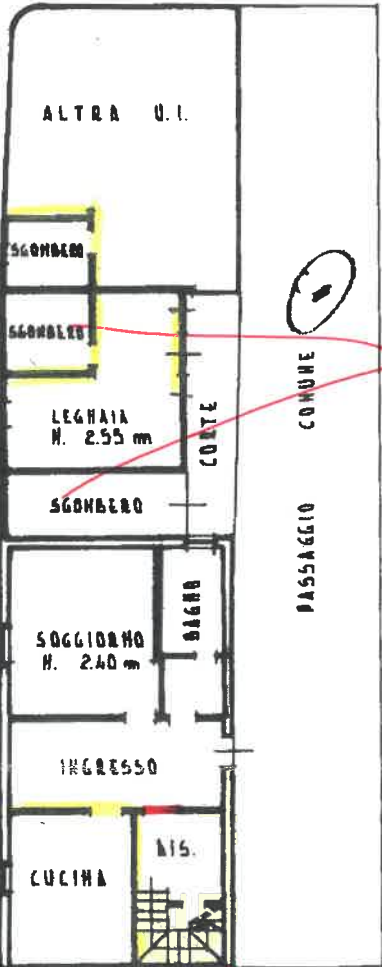 ALTRA U.I.
SGOMBERO
SGOMBERO
LEGNAIA
H. 2.55 m
CORTE
SGOMBERO
PASSAGGIO COMUNE
BAGNO
SOGGIORNO
H. 2.40 m
INGRESSO
DIS.
CUCINA